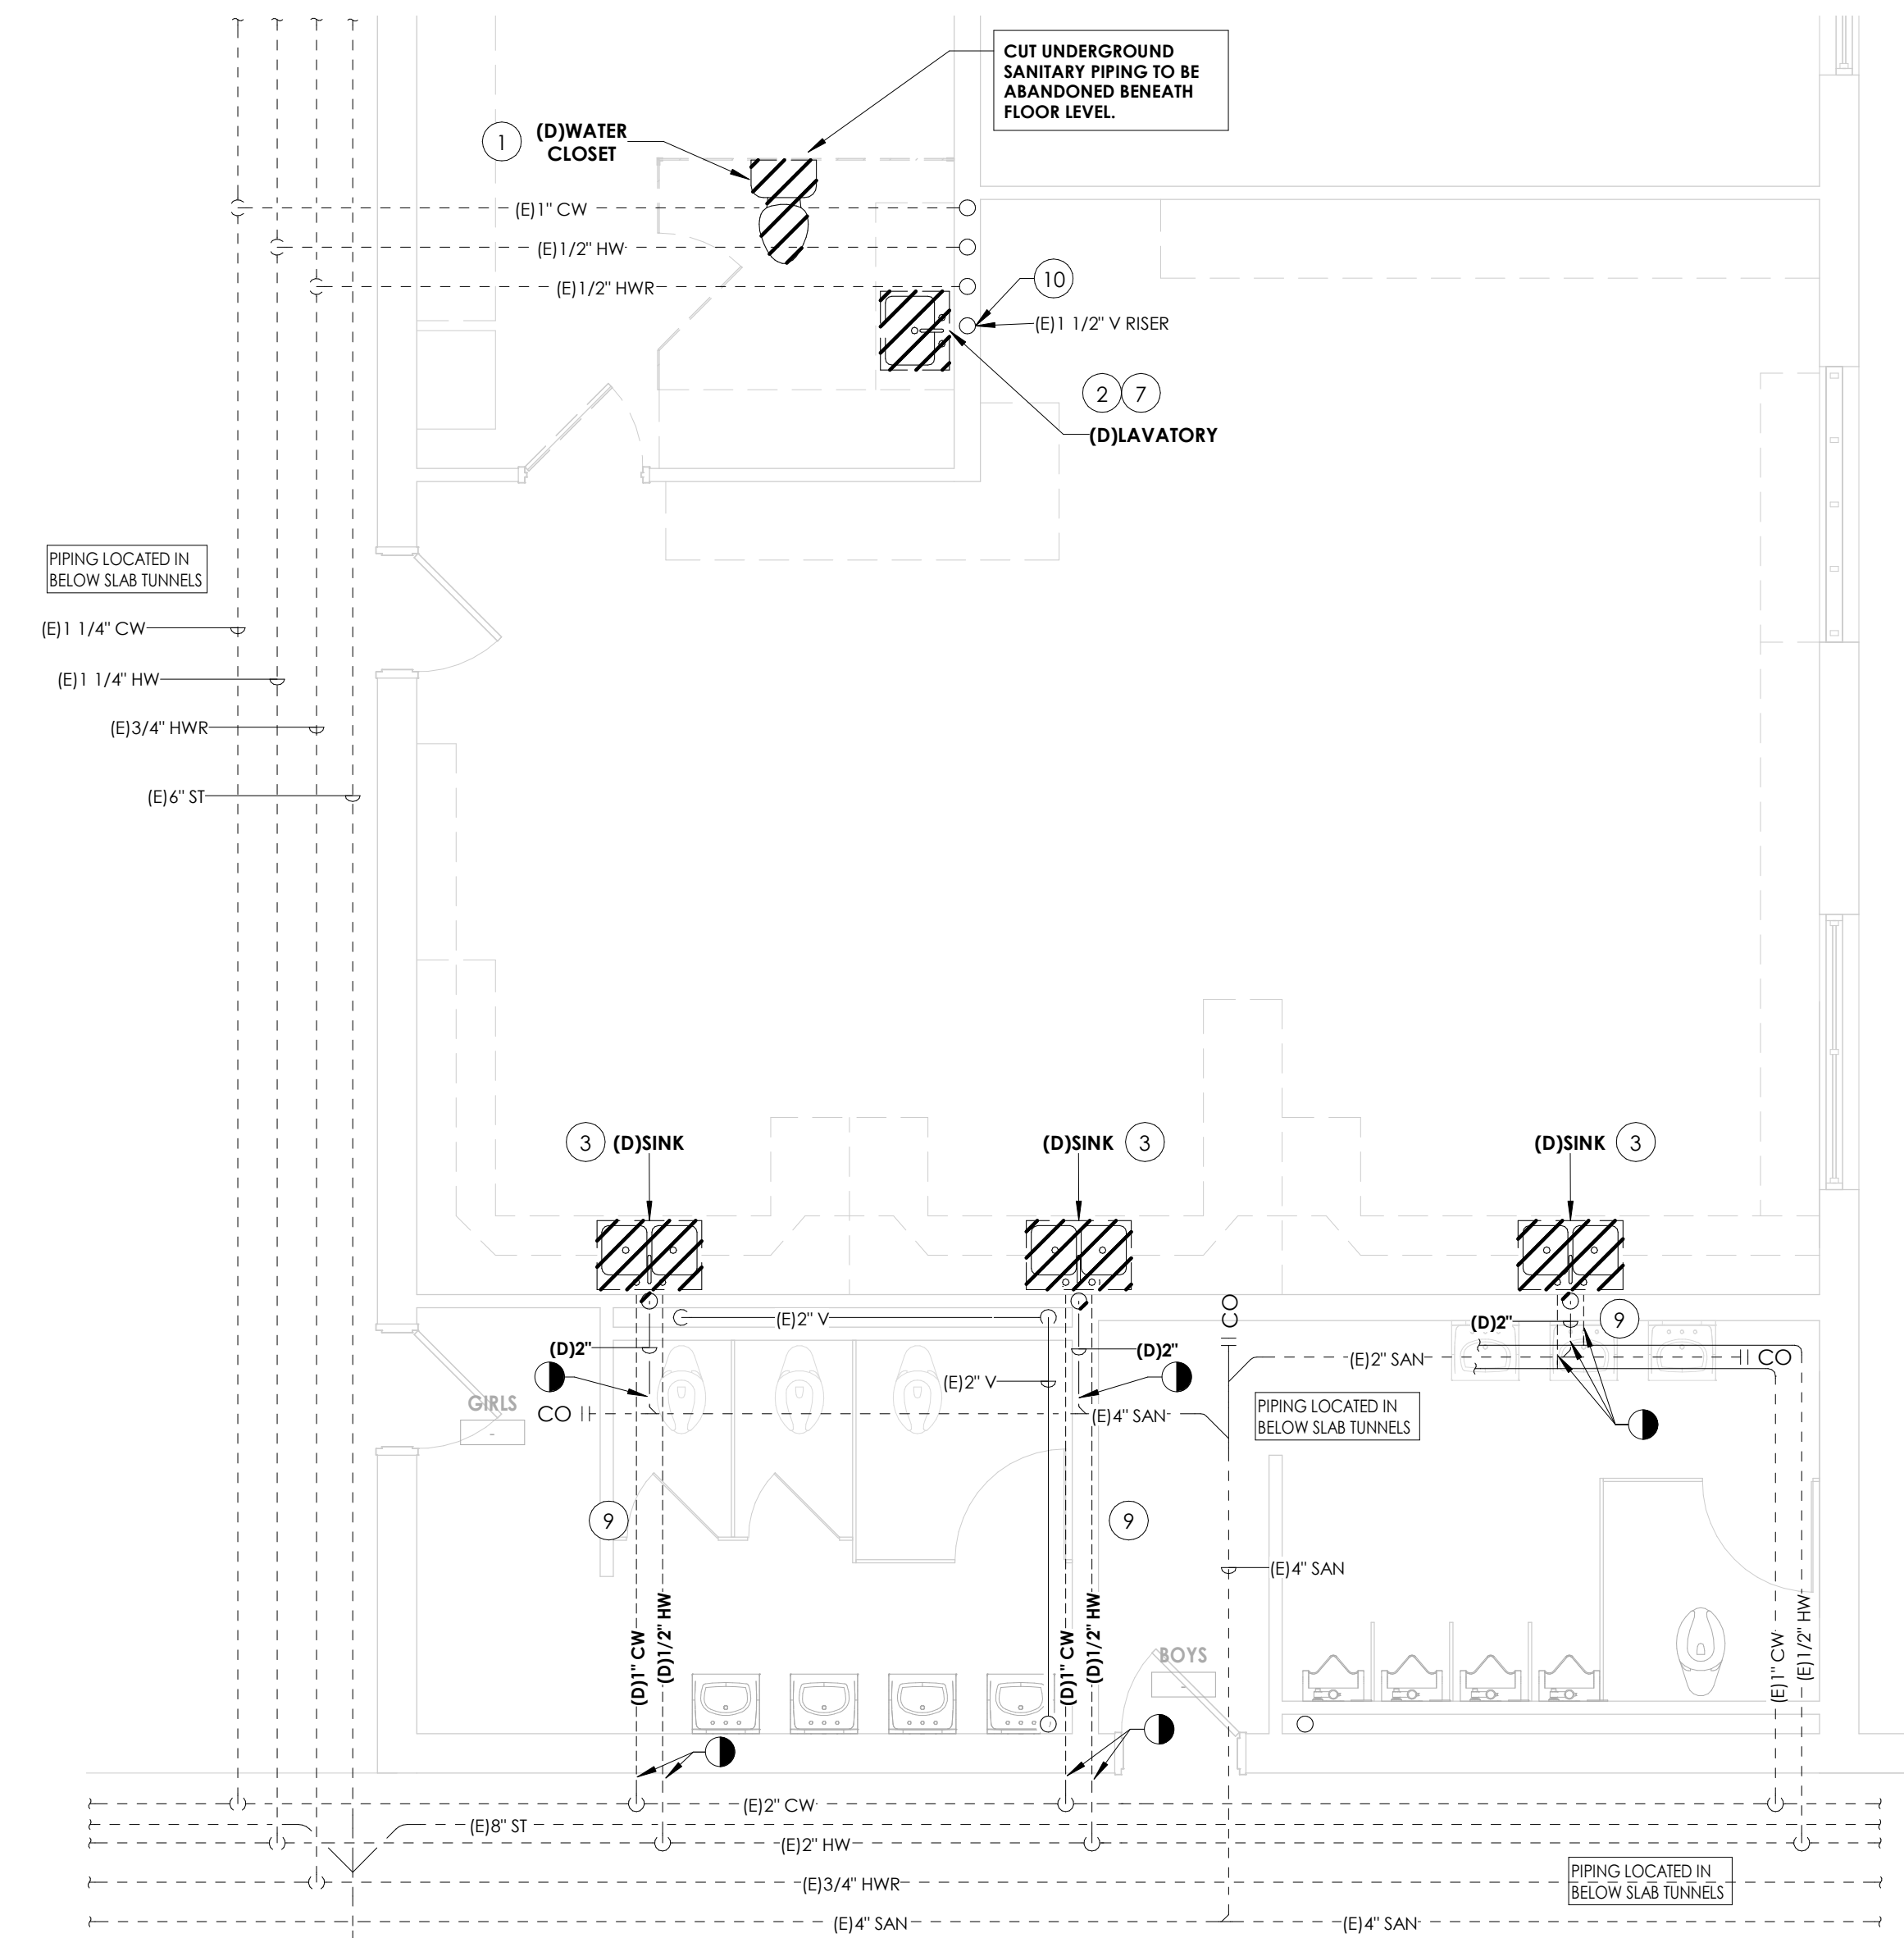 CUT UNDERGROUND
SANITARY PIPING TO BE
ABANDONED BENEATH
FLOOR LEVEL.
1
(D)WATER
CLOSET
(E)1" CW
(E)1/2" HW
(E)1/2" HWR
10
(E)1 1/2" V RISER
2
7
(D)LAVATORY
PIPING LOCATED IN
BELOW SLAB TUNNELS
(E)1 1/4" CW
(E)1 1/4" HW
(E)3/4" HWR
(E)6" ST
3
(D)SINK
(D)SINK
3
(D)SINK
3
(E)2" V
CO
(D)2"
9
(D)2"
(D)2"
(E)2" SAN
CO
(E)2" V
GIRLS
-
CO
(E)4" SAN
PIPING LOCATED IN
BELOW SLAB TUNNELS
9
9
(E)4" SAN
(D)1" CW
(D)1/2" HW
(D)1" CW
(D)1/2" HW
BOYS
-
(E)1" CW
(E)1/2" HW
(E)2" CW
(E)8" ST
(E)2" HW
(E)3/4" HWR
PIPING LOCATED IN
BELOW SLAB TUNNELS
(E)4" SAN
(E)4" SAN